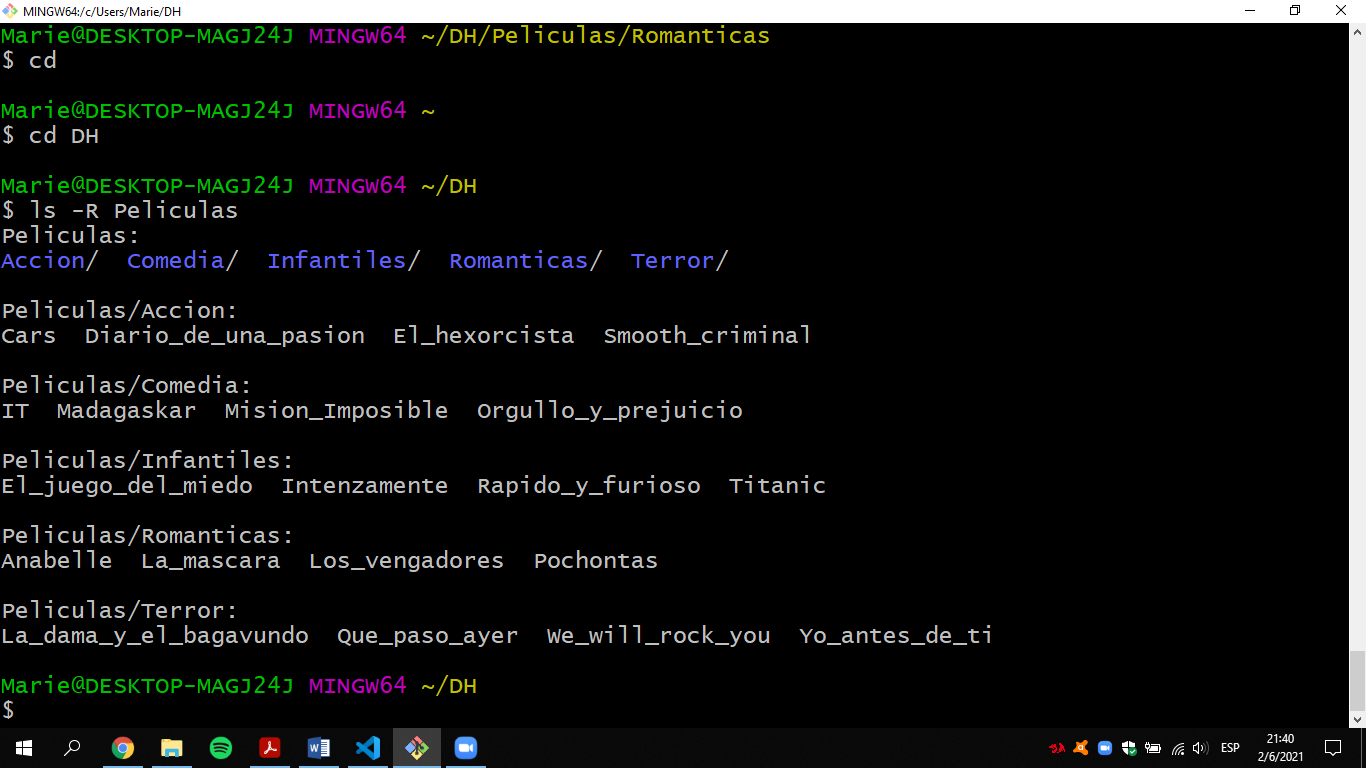 MINGW64:/c/Users/Marie/DH
Marie@DESKTOP-MAGJ24J MINGW64 ~/DH/Peliculas/Romanticas
$ cd
Marie@DESKTOP-MAGJ24J MINGW64 ~
$ cd DH
Marie@DESKTOP-MAGJ24J MINGW64 ~/DH
$ ls -R Peliculas
Peliculas:
Accion/  Comedia/  Infantiles/  Romanticas/  Terror/
Peliculas/Accion:
Cars  Diario_de_una_pasion  El_hexorcista  Smooth_criminal
Peliculas/Comedia:
IT  Madagaskar  Mision_Imposible  Orgullo_y_prejuicio
Peliculas/Infantiles:
El_juego_del_miedo  Intenzamente  Rapido_y_furioso  Titanic
Peliculas/Romanticas:
Anabelle  La_mascara  Los_vengadores  Pochontas
Peliculas/Terror:
La_dama_y_el_bagavundo  Que_paso_ayer  We_will_rock_you  Yo_antes_de_ti
Marie@DESKTOP-MAGJ24J MINGW64 ~/DH
$
ESP
21:40
2/6/2021